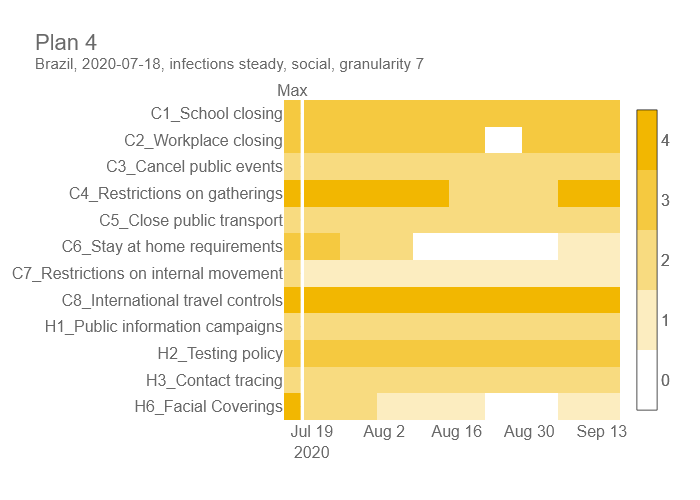 Plan 4
Brazil, 2020-07-18, infections steady, social, granularity 7
Max
C1_School closing
C2_Workplace closing
C3_Cancel public events
C4_Restrictions on gatherings
C5_Close public transport
C6_Stay at home requirements
C7_Restrictions on internal movement
C8_International travel controls
H1_Public information campaigns
H2_Testing policy
H3_Contact tracing
H6_Facial Coverings
Jul 19 Aug 2 Aug 16 Aug 30 Sep 13
2020
4
3
2
1
0